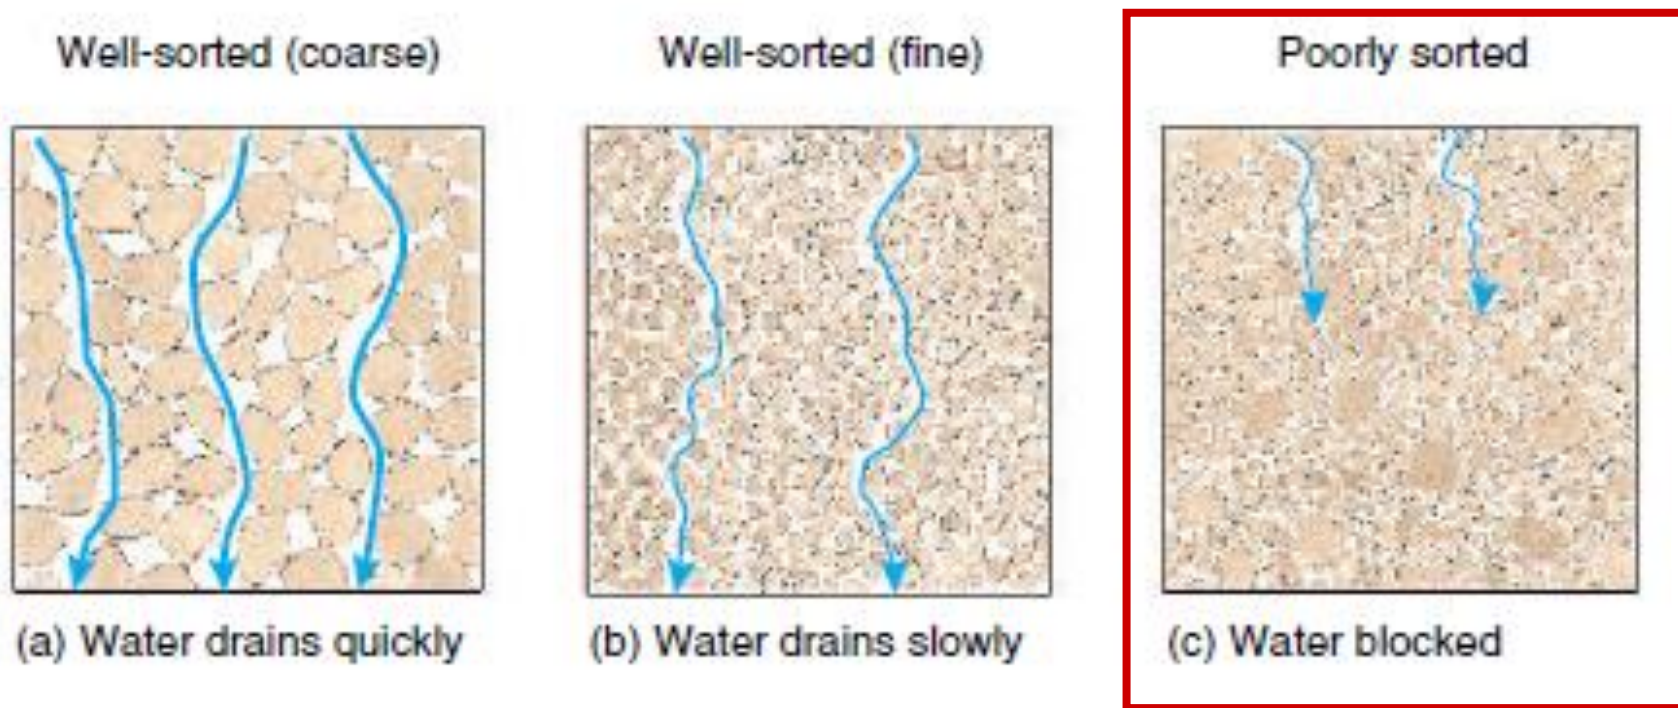 Well-sorted (coarse)
Well-sorted (fine)
Poorly sorted
(a) Water drains quickly
(b) Water drains slowly
(c) Water blocked